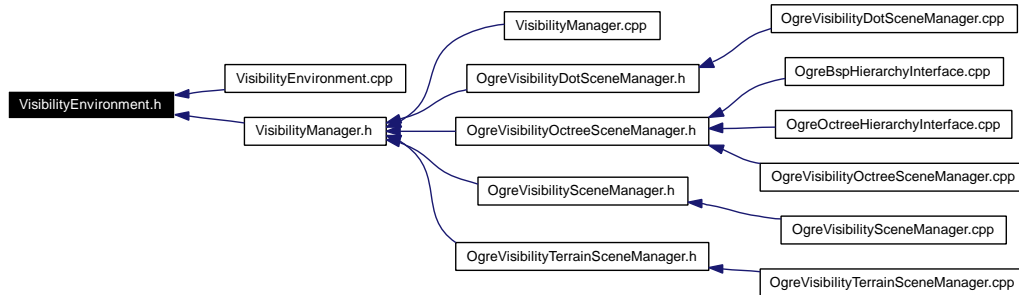 VisibilityEnvironment.h
VisibilityEnvironment.cpp
VisibilityManager.h
VisibilityManager.cpp
OgreVisibilityDotSceneManager.h
OgreVisibilityOctreeSceneManager.h
OgreVisibilitySceneManager.h
OgreVisibilityTerrainSceneManager.h
OgreVisibilityDotSceneManager.cpp
OgreBspHierarchyInterface.cpp
OgreOctreeHierarchyInterface.cpp
OgreVisibilityOctreeSceneManager.cpp
OgreVisibilitySceneManager.cpp
OgreVisibilityTerrainSceneManager.cpp